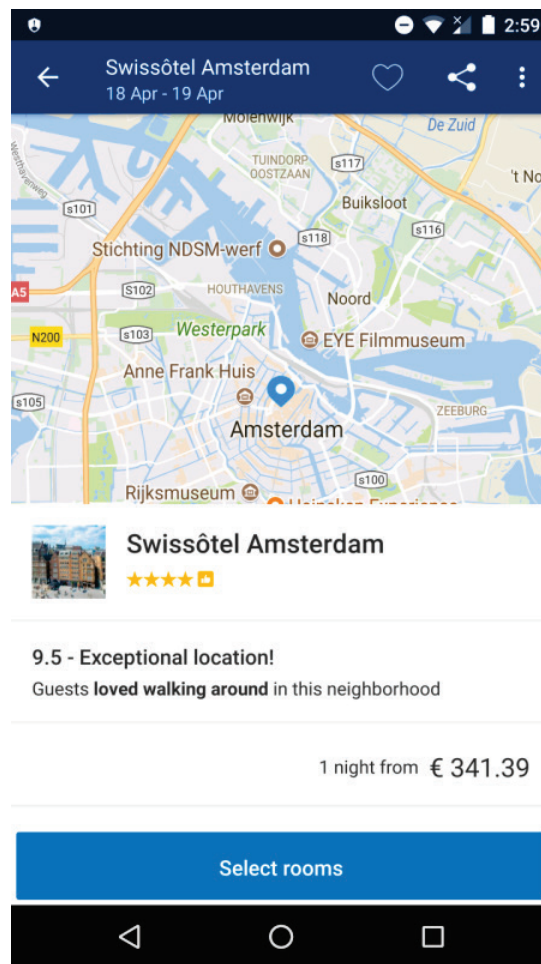 2:59
Swissôtel Amsterdam
18 Apr - 19 Apr
Molenwijk
De Zuid
Westhavenweg
TUINDORP
OOSTZAAN
s117
't No
s101
Buiksloot
s116
s118
Stichting NDSM-werf
A5
S102
HOUTHAVENS
Noord
N200
s103
Westerpark
EYE Filmmuseum
Anne Frank Huis
s105
ZEEBURG
Amsterdam
s100
Rijksmuseum
Heineken Experience
Swissôtel Amsterdam
9.5 - Exceptional location!
Guests loved walking around in this neighborhood
1 night from € 341.39
Select rooms